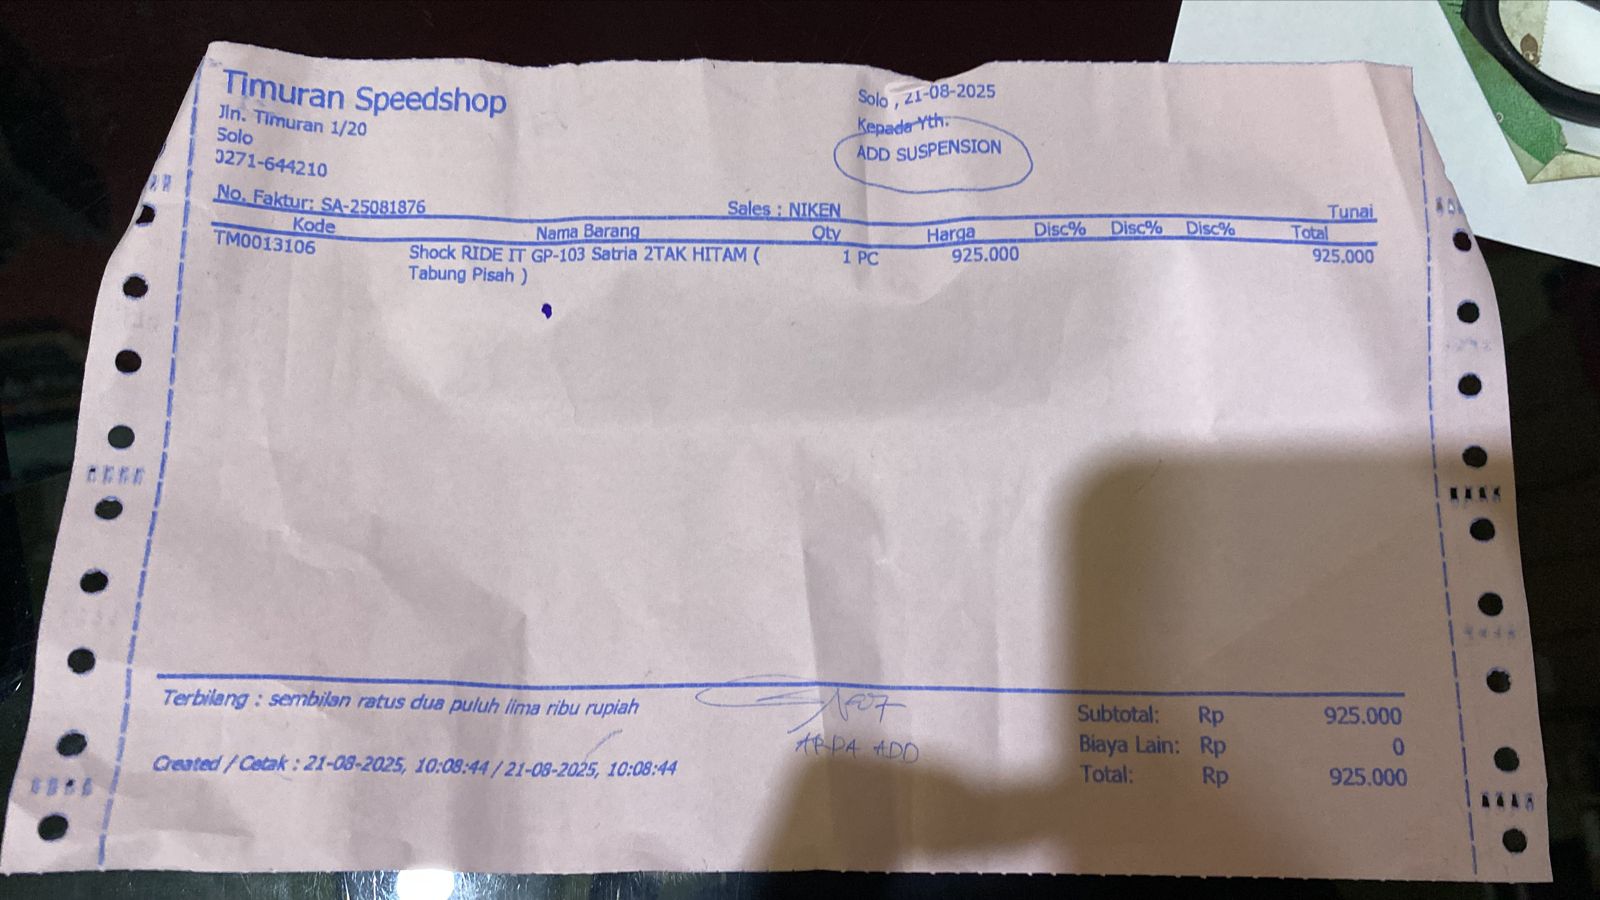 Timuran Speedshop
Jln. Timuran 1/20
Solo
0271-644210
Solo , 21-08-2025
Kepada Yth.
ADD SUSPENSION
No. Faktur: SA-25081876 Sales : NIKEN Tunai
Kode Nama Barang Qty Harga Disc% Disc% Disc% Total
TM0013106 Shock RIDE IT GP-103 Satria 2TAK HITAM ( 1 PC 925.000 925.000
Tabung Pisah )
Terbilang : sembilan ratus dua puluh lima ribu rupiah
Created / Cetak : 21-08-2025, 10:08:44 / 21-08-2025, 10:08:44
ARDA ADD
Subtotal: Rp 925.000
Biaya Lain: Rp 0
Total: Rp 925.000